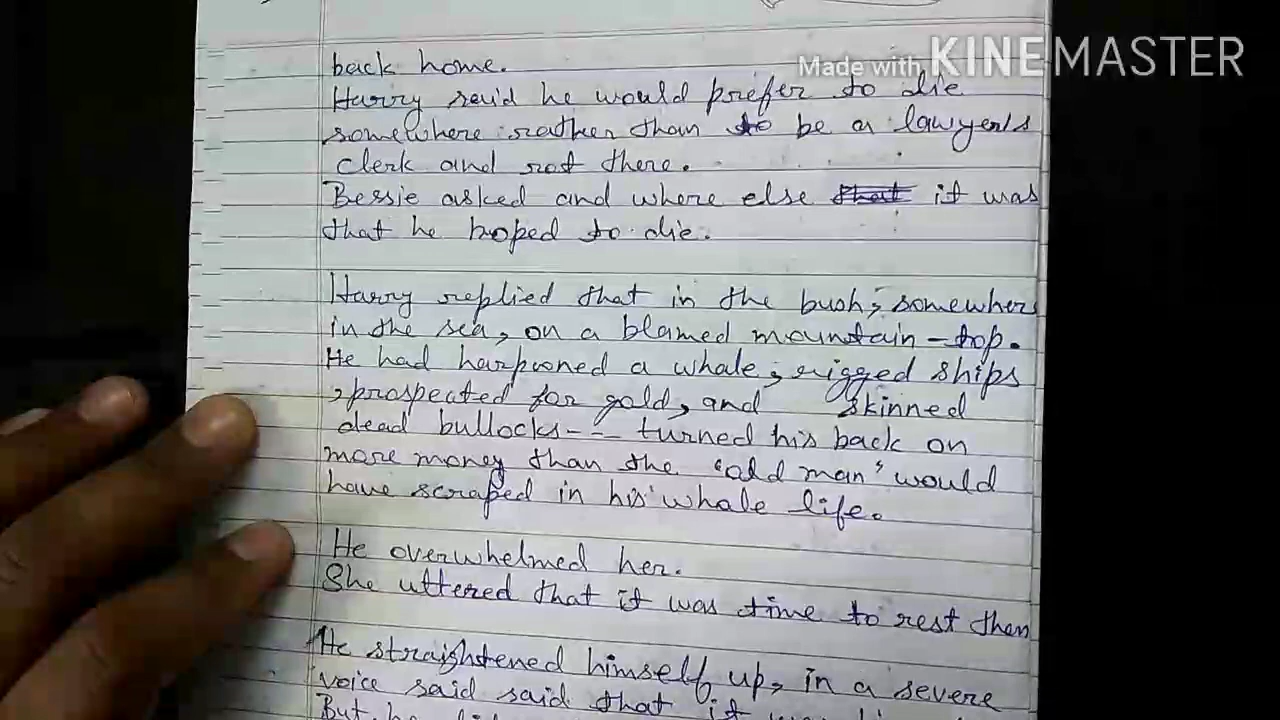 Made with KINEMASTER
back home.
Harry said he would prefer to die
somewhere rather than to be a lawyer's
clerk and rot there.
Bessie asked and where else that it was
that he hoped to die.
Harry replied that in the bush, somewhere
in the sea, on a blamed mountain-top.
He had harpooned a whale, rigged ships
, prospected for gold, and skinned
dead bullocks--- turned his back on
more money than the 'old man' would
have scraped in his whole life.
He overwhelmed her.
She uttered that it was time to rest then
He straightened himself up, in a severe
voice said said that it
But he